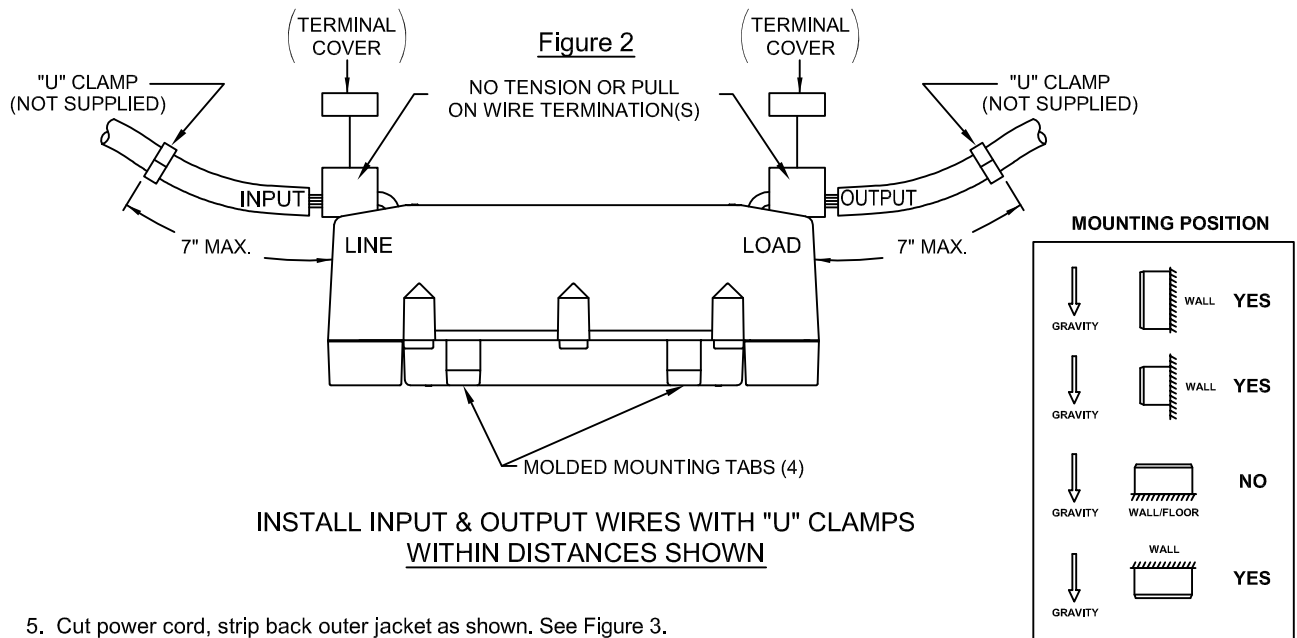 (TERMINAL
COVER)
Figure 2
(TERMINAL
COVER)
"U" CLAMP
(NOT SUPPLIED)
NO TENSION OR PULL
ON WIRE TERMINATION(S)
"U" CLAMP
(NOT SUPPLIED)
INPUT
OUTPUT
7" MAX.
LINE
LOAD
7" MAX.
MOLDED MOUNTING TABS (4)
INSTALL INPUT & OUTPUT WIRES WITH "U" CLAMPS
WITHIN DISTANCES SHOWN
MOUNTING POSITION
GRAVITY
WALL
YES
GRAVITY
WALL
YES
GRAVITY
WALL/FLOOR
NO
GRAVITY
WALL
YES
5. Cut power cord, strip back outer jacket as shown. See Figure 3.